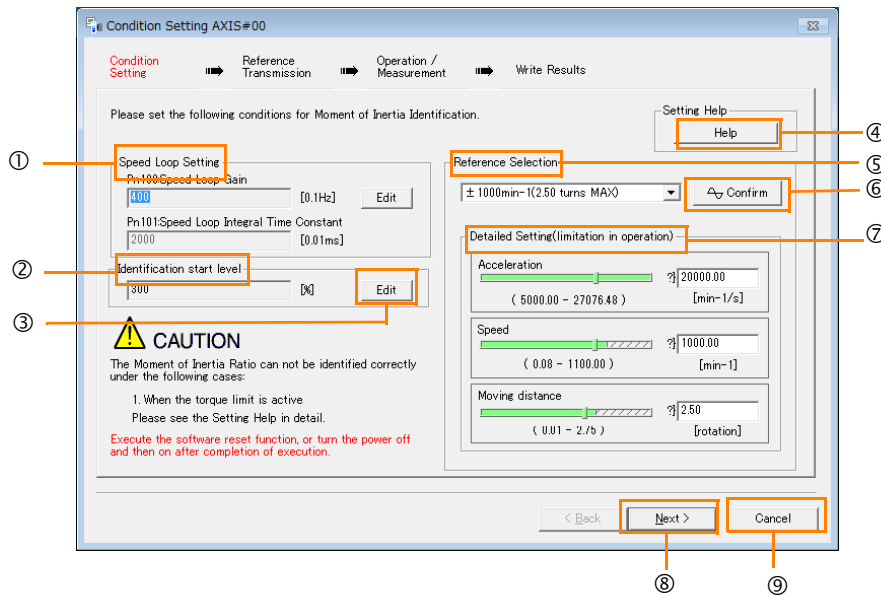 Condition Setting AXIS#00
Condition
Setting
Reference
Transmission
Operation /
Measurement
Write Results
Please set the following conditions for Moment of Inertia Identification.
Setting Help
Help
④
①
Speed Loop Setting
Pn100:Speed Loop Gain
400
[0.1Hz]
Edit
Pn101:Speed Loop Integral Time Constant
2000
[0.01ms]
②
Identification start level
300
[%]
Edit
③
CAUTION
The Moment of Inertia Ratio can not be identified correctly
under the following cases:
1. When the torque limit is active
Please see the Setting Help in detail.
Execute the software reset function, or turn the power off
and then on after completion of execution.
Reference Selection
⑤
± 1000min-1(2.50 turns MAX)
Confirm
⑥
Detailed Setting(limitation in operation)
⑦
Acceleration
20000.00
( 5000.00 - 27076.48 )
[min-1/s]
Speed
1000.00
( 0.08 - 1100.00 )
[min-1]
Moving distance
2.50
( 0.01 - 2.75 )
[rotation]
< Back
Next >
Cancel
⑧
⑨